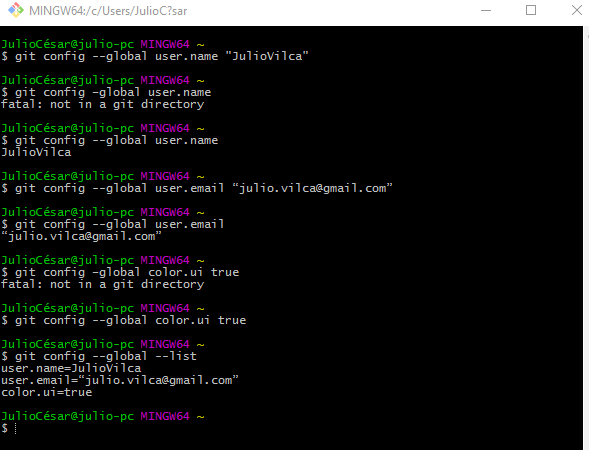 MINGW64:/c/Users/JulioC?sar
JulioCésar@julio-pc MINGW64 ~
$ git config --global user.name "JulioVilca"
JulioCésar@julio-pc MINGW64 ~
$ git config -global user.name
fatal: not in a git directory
JulioCésar@julio-pc MINGW64 ~
$ git config --global user.name
JulioVilca
JulioCésar@julio-pc MINGW64 ~
$ git config --global user.email “julio.vilca@gmail.com”
JulioCésar@julio-pc MINGW64 ~
$ git config --global user.email
“julio.vilca@gmail.com”
JulioCésar@julio-pc MINGW64 ~
$ git config -global color.ui true
fatal: not in a git directory
JulioCésar@julio-pc MINGW64 ~
$ git config --global color.ui true
JulioCésar@julio-pc MINGW64 ~
$ git config --global --list
user.name=JulioVilca
user.email=“julio.vilca@gmail.com”
color.ui=true
JulioCésar@julio-pc MINGW64 ~
$